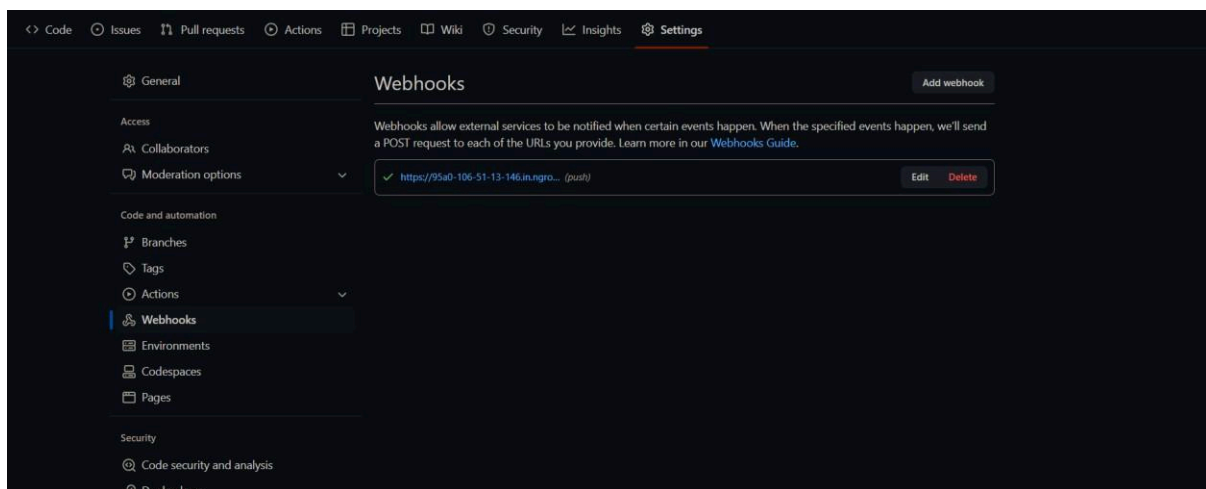 Code Issues Pull requests Actions Projects Wiki Security Insights Settings
General
Access
Collaborators
Moderation options
Code and automation
Branches
Tags
Actions
Webhooks
Environments
Codespaces
Pages
Security
Code security and analysis
Webhooks
Add webhook
Webhooks allow external services to be notified when certain events happen. When the specified events happen, we'll send
a POST request to each of the URLs you provide. Learn more in our Webhooks Guide.
https://95a0-106-51-13-146.in.ngro... (push) Edit Delete